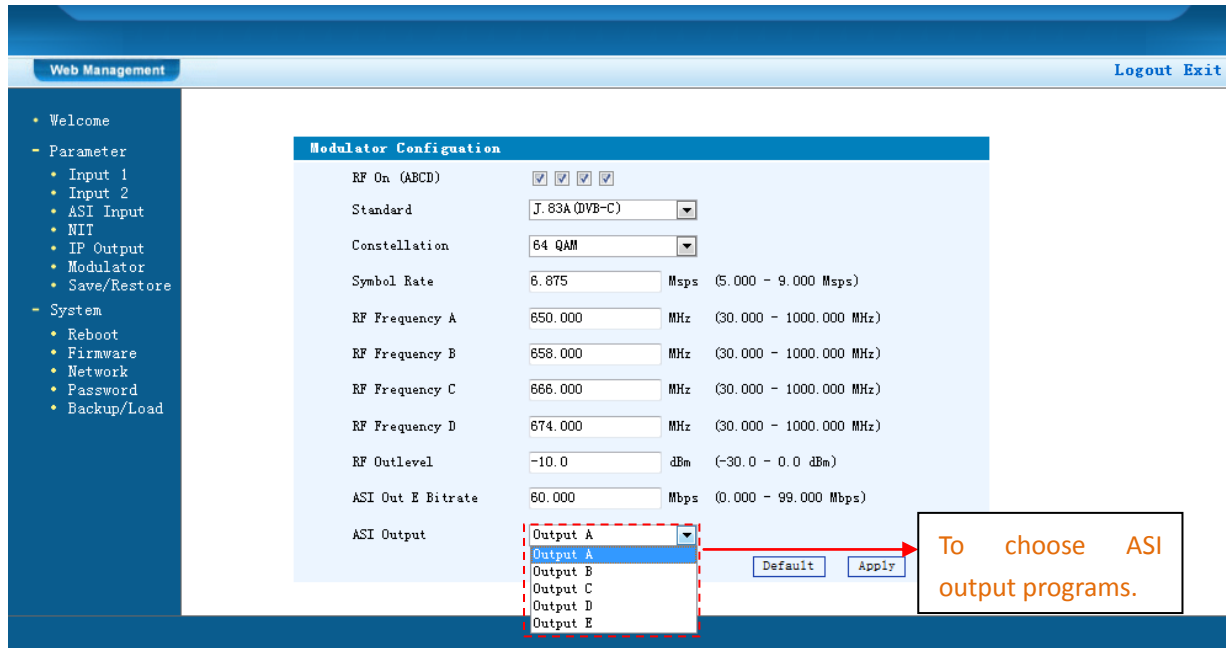 Web Management
Logout Exit
Welcome
Parameter
Input 1
Input 2
ASI Input
NIT
IP Output
Modulator
Save/Restore
System
Reboot
Firmware
Network
Password
Backup/Load
Modulator Configuation
RF On (ABCD)
Standard J.83A(DVB-C)
Constellation 64 QAM
Symbol Rate 6.875 Msps (5.000 - 9.000 Msps)
RF Frequency A 650.000 MHz (30.000 - 1000.000 MHz)
RF Frequency B 658.000 MHz (30.000 - 1000.000 MHz)
RF Frequency C 666.000 MHz (30.000 - 1000.000 MHz)
RF Frequency D 674.000 MHz (30.000 - 1000.000 MHz)
RF Outlevel -10.0 dBm (-30.0 - 0.0 dBm)
ASI Out E Bitrate 60.000 Mbps (0.000 - 99.000 Mbps)
ASI Output Output A
Output A
Output B
Output C
Output D
Output E
Default Apply
To choose ASI
output programs.